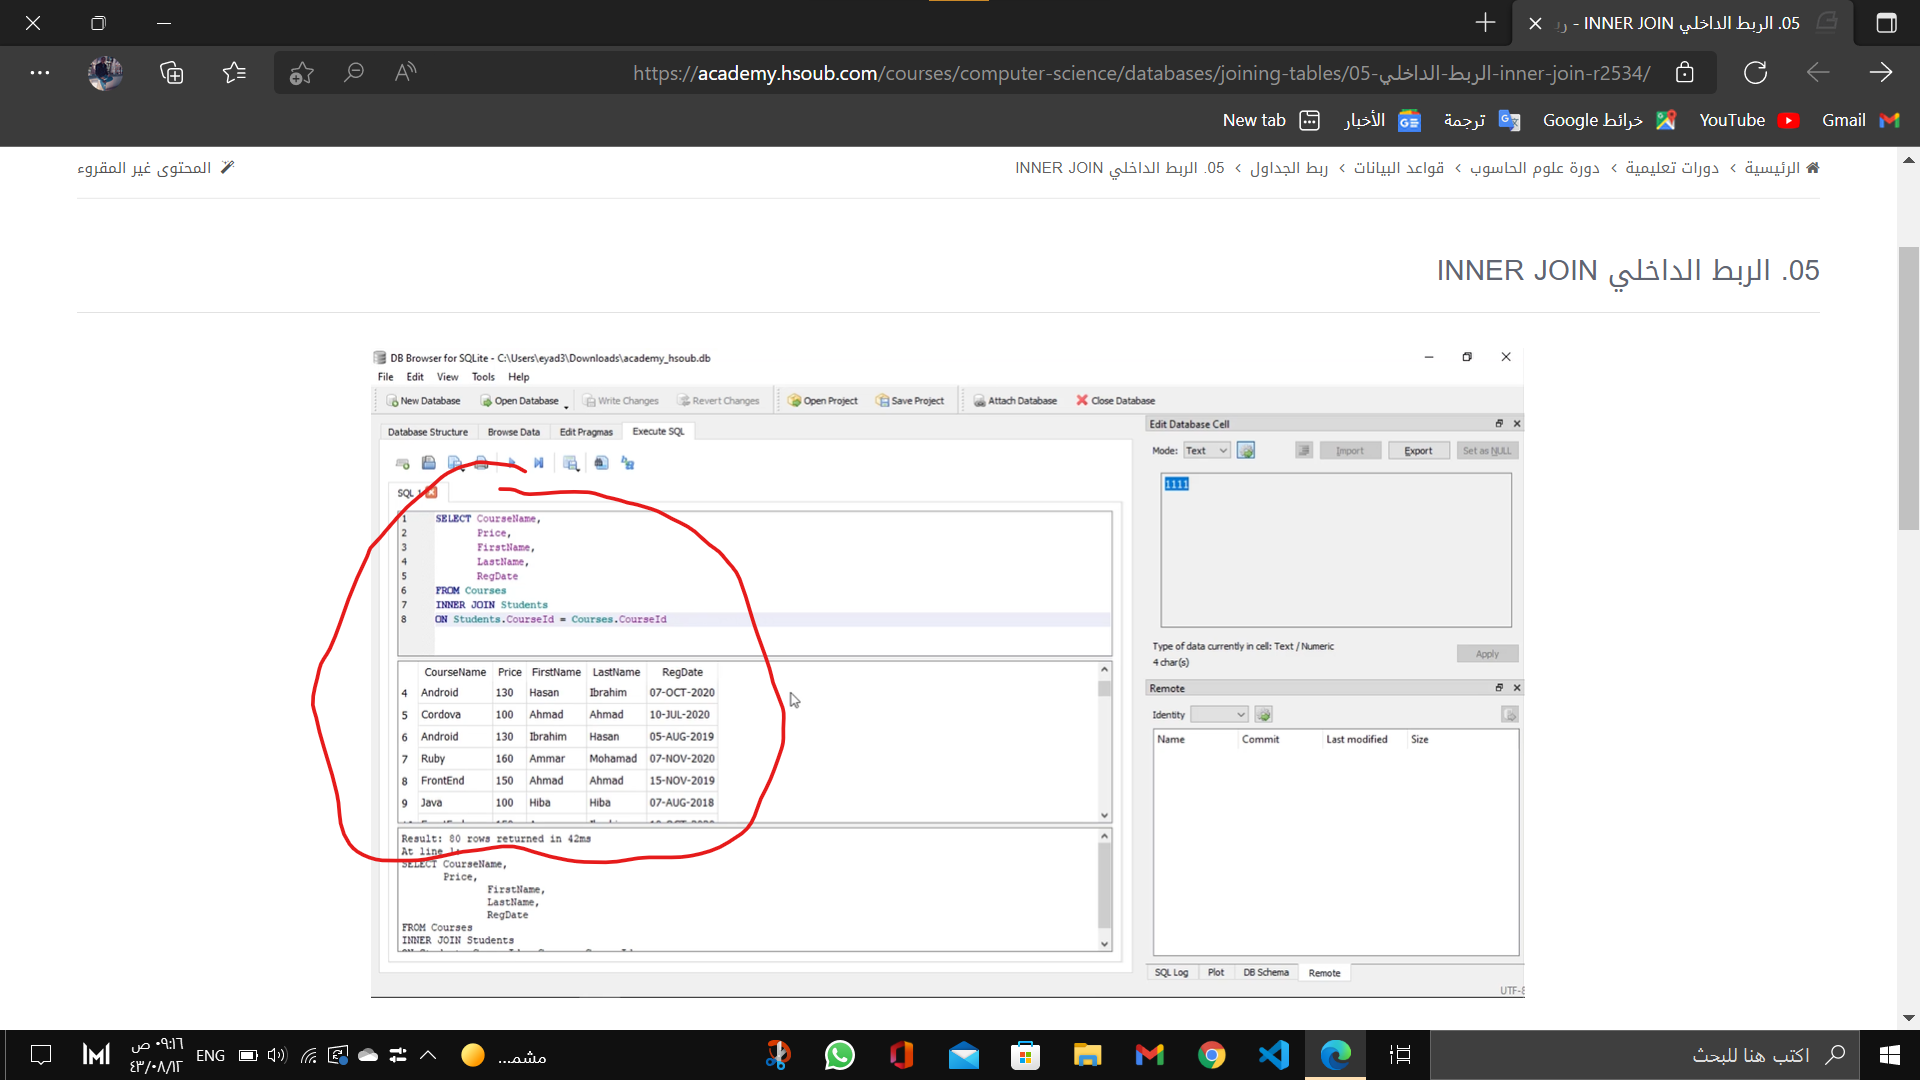 05. الربط الداخلي INNER JOIN - رب
https://academy.hsoub.com/courses/computer-science/databases/joining-tables/05-الربط-الداخلي-inner-join-r2534/
Gmail
YouTube
خرائط Google
ترجمة
الأخبار
New tab
الرئيسية › دورات تعليمية › دورة علوم الحاسوب › قواعد البيانات › ربط الجداول › 05. الربط الداخلي INNER JOIN
المحتوى غير المقروء
05. الربط الداخلي INNER JOIN
DB Browser for SQLite - C:\Users\eyad3\Downloads\academy_hsoub.db
File Edit View Tools Help
New Database Open Database Write Changes Revert Changes Open Project Save Project Attach Database Close Database
Database Structure Browse Data Edit Pragmas Execute SQL
SQL 1
1 SELECT CourseName,
2 Price,
3 FirstName,
4 LastName,
5 RegDate
6 FROM Courses
7 INNER JOIN Students
8 ON Students.CourseId = Courses.CourseId
CourseName Price FirstName LastName RegDate
4 Android 130 Hasan Ibrahim 07-OCT-2020
5 Cordova 100 Ahmad Ahmad 10-JUL-2020
6 Android 130 Ibrahim Hasan 05-AUG-2019
7 Ruby 160 Ammar Mohamad 07-NOV-2020
8 FrontEnd 150 Ahmad Ahmad 15-NOV-2019
9 Java 100 Hiba Hiba 07-AUG-2018
Result: 80 rows returned in 42ms
At line 1:
SELECT CourseName,
Price,
FirstName,
LastName,
RegDate
FROM Courses
INNER JOIN Students
Edit Database Cell
Mode: Text Import Export Set as NULL
1111
Type of data currently in cell: Text / Numeric
4 char(s)
Apply
Remote
Identity
Name Commit Last modified Size
SQL Log Plot DB Schema Remote
UTF-8
اكتب هنا للبحث
مشم...
ENG
٠٩:١٦ ص
٤٣/٠٨/١٢